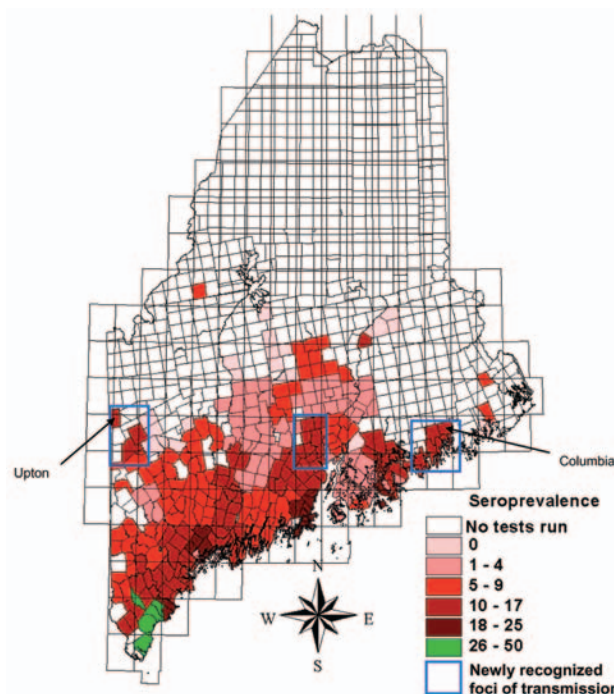 Upton
Columbia
N
W E
S
Seroprevalence
No tests run
0
1 - 4
5 - 9
10 - 17
18 - 25
26 - 50
Newly recognized
foci of transmission